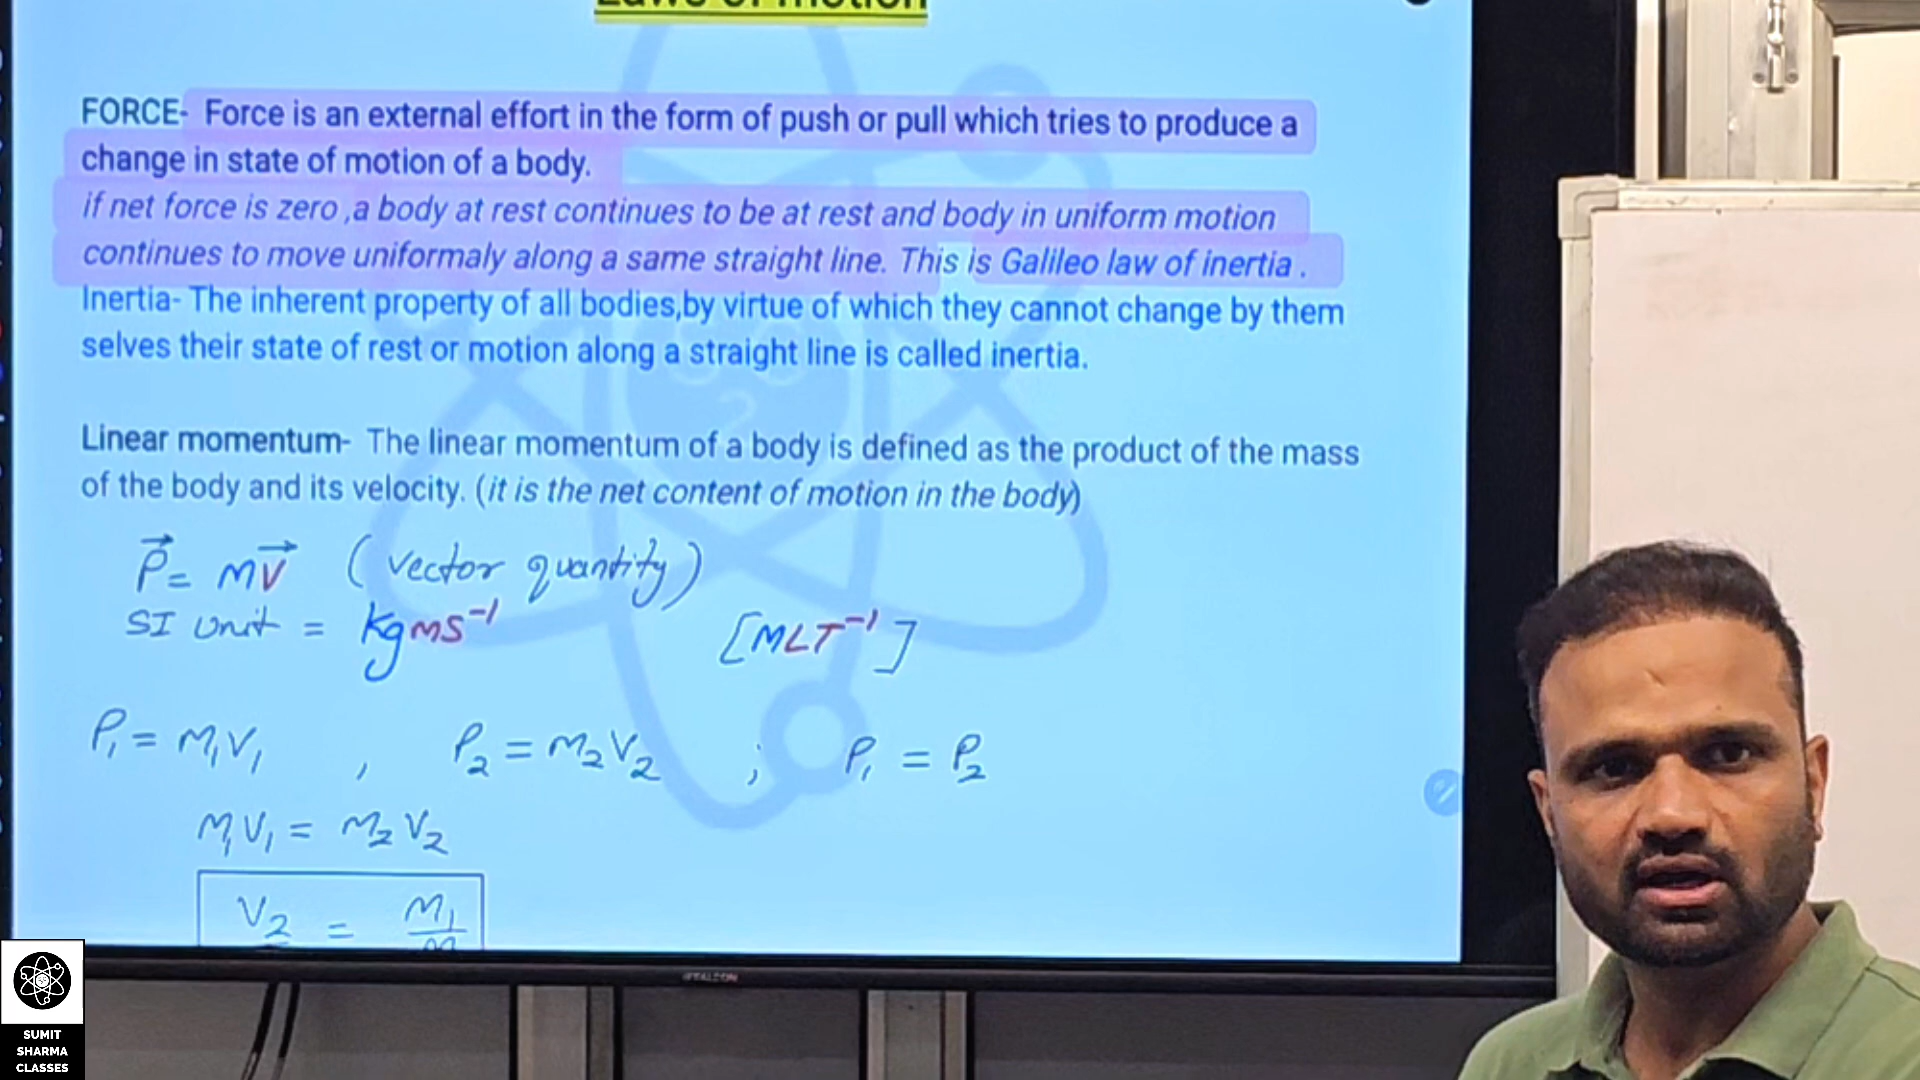 Laws of motion
FORCE- Force is an external effort in the form of push or pull which tries to produce a
change in state of motion of a body.
if net force is zero ,a body at rest continues to be at rest and body in uniform motion
continues to move uniformaly along a same straight line. This is Galileo law of inertia .
Inertia- The inherent property of all bodies,by virtue of which they cannot change by them
selves their state of rest or motion along a straight line is called inertia.
Linear momentum- The linear momentum of a body is defined as the product of the mass
of the body and its velocity. (it is the net content of motion in the body)
P⃗ = MV⃗ (vector quantity)
SI unit = KgMS⁻¹ [MLT⁻¹]
P₁ = M₁V₁ , P₂ = M₂V₂ ; P₁ = P₂
M₁V₁ = M₂V₂
V₂ = M₁
SUMIT
SHARMA
CLASSES